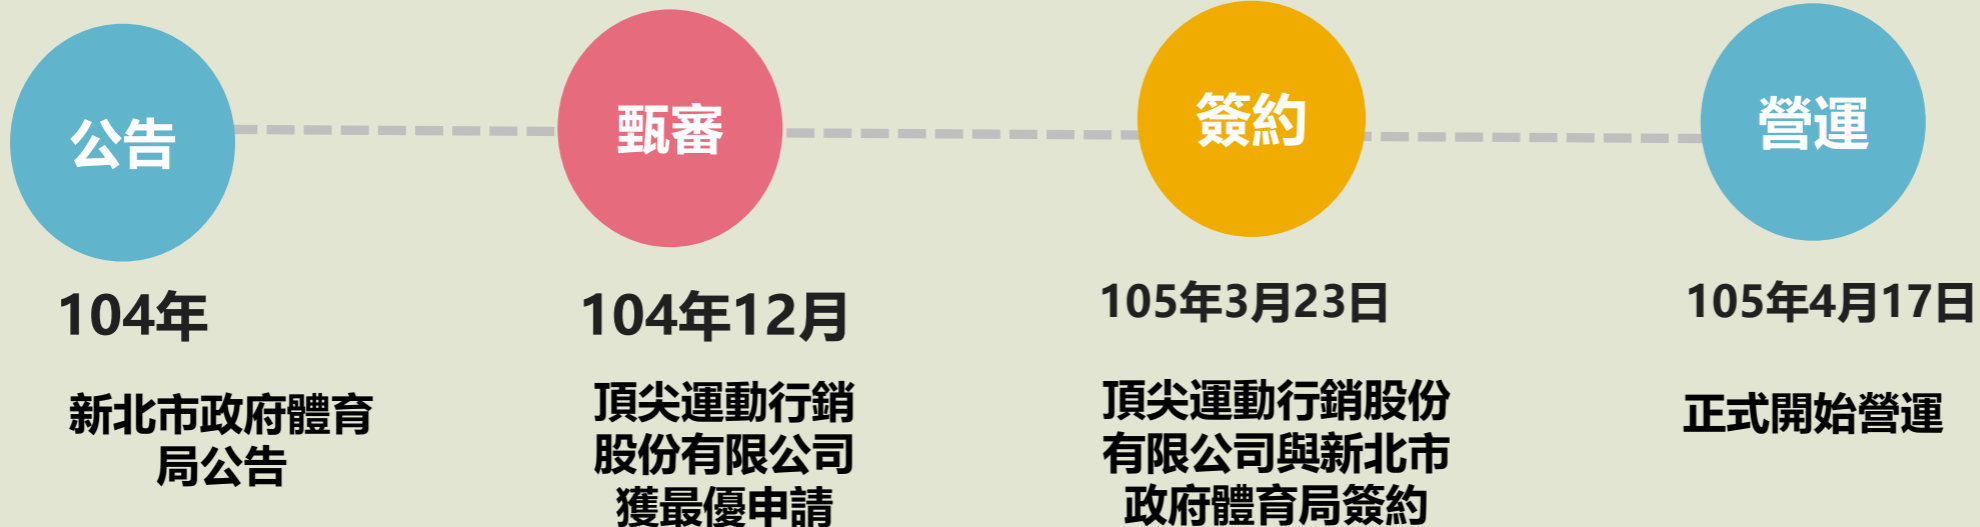 公告
104年
新北市政府體育
局公告
甄審
104年12月
頂尖運動行銷
股份有限公司
獲最優申請
簽約
105年3月23日
頂尖運動行銷股份
有限公司與新北市
政府體育局簽約
營運
105年4月17日
正式開始營運